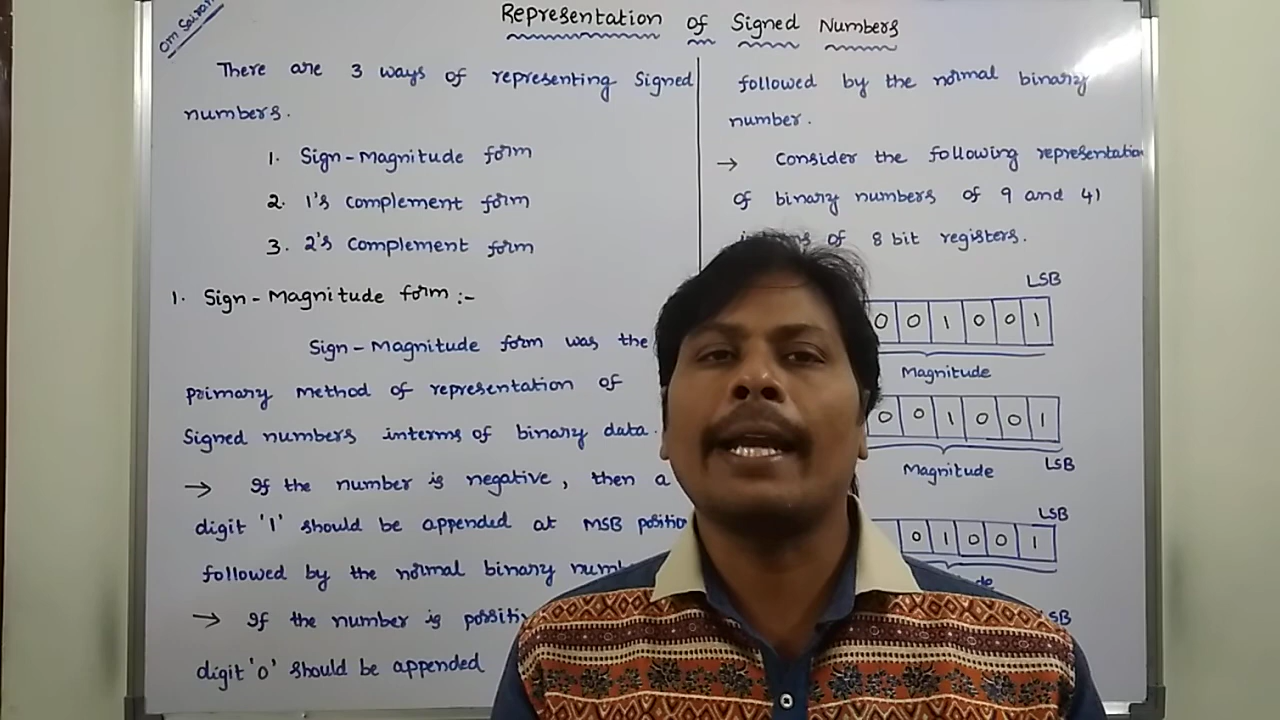 Om Sairam
Representation of Signed Numbers
There are 3 ways of representing Signed
numbers.
1. Sign-Magnitude form
2. 1's complement form
3. 2's complement form
1. Sign-Magnitude form :-
Sign-Magnitude form was the
primary method of representation of
Signed numbers interms of binary data.
→ If the number is negative, then a
digit '1' should be appended at MSB
followed by the normal binary
→ If the number is
digit '0' should be appended
followed by the normal binary
number.
→ Consider the following
of binary numbers of 9 and 41
of 8 bit registers.
LSB
0 0 1 0 0 1
Magnitude
0 0 1 0 0 1
Magnitude LSB
LSB
0 1 0 0 1